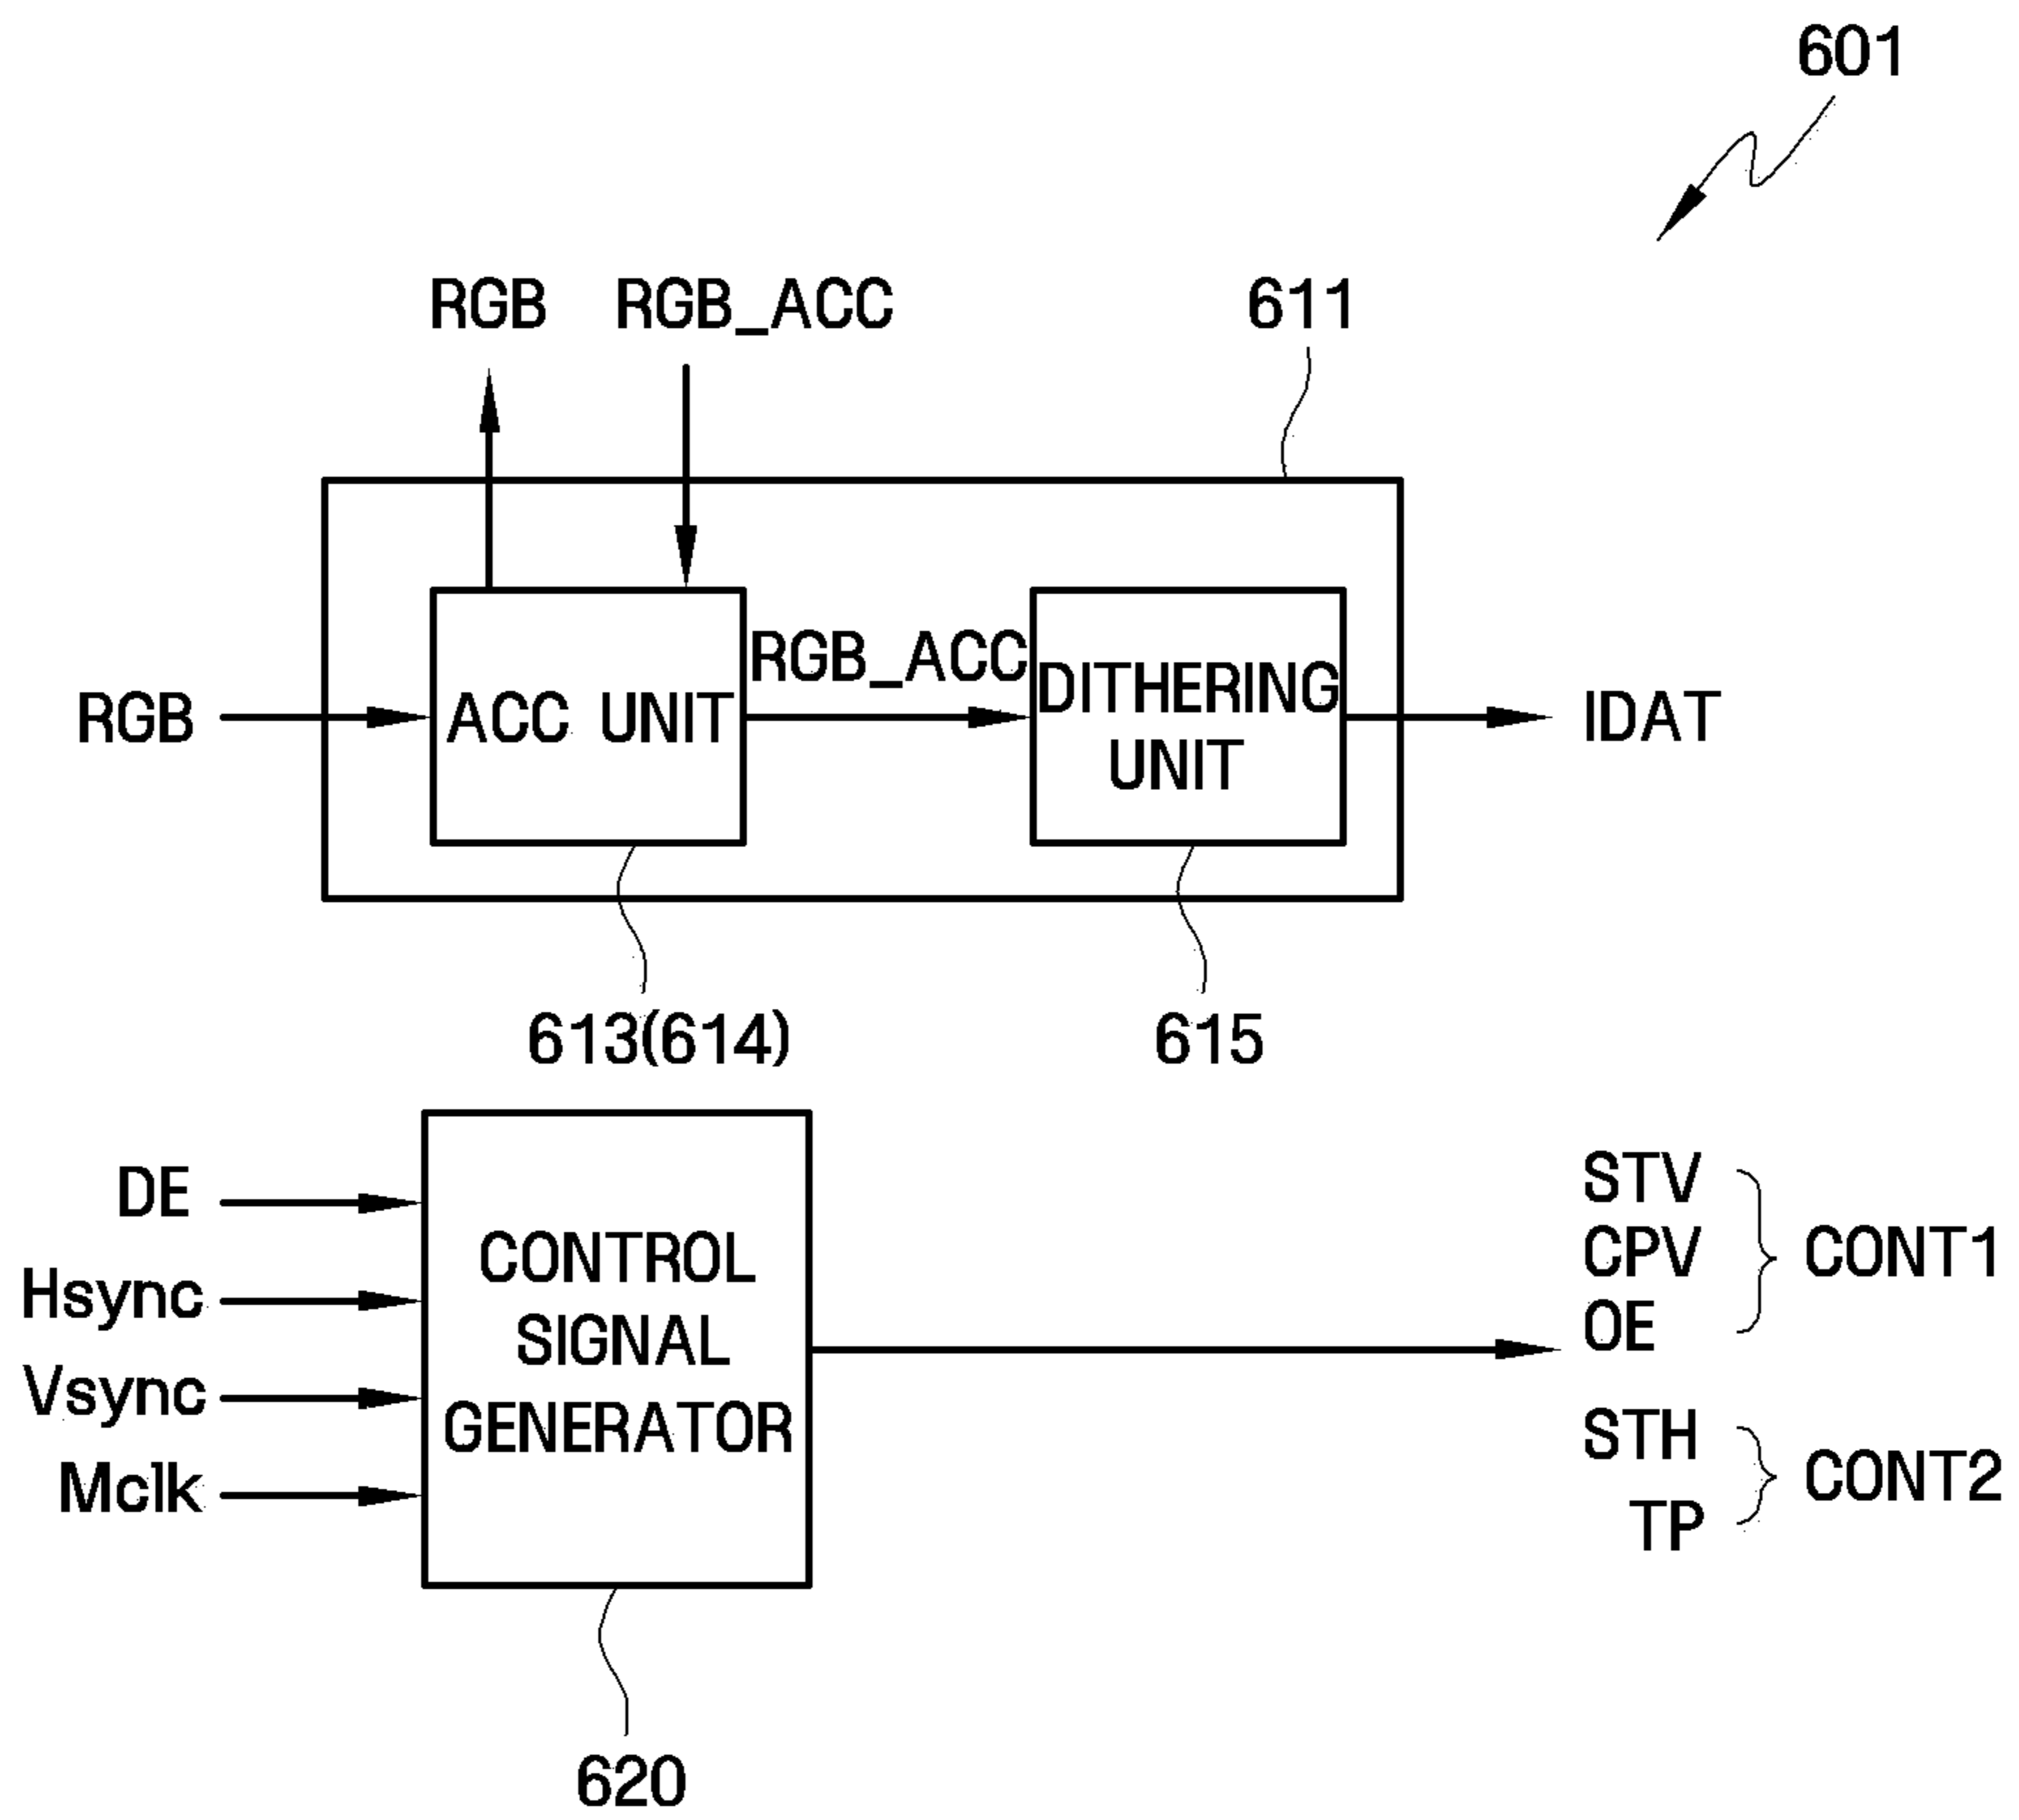 601
RGB RGB_ACC 611
RGB_ACC
RGB ACC UNIT DITHERING UNIT IDAT
613(614) 615
DE
Hsync
Vsync
Mclk
CONTROL
SIGNAL
GENERATOR
STV
CPV CONT1
OE
STH
CONT2
TP
620